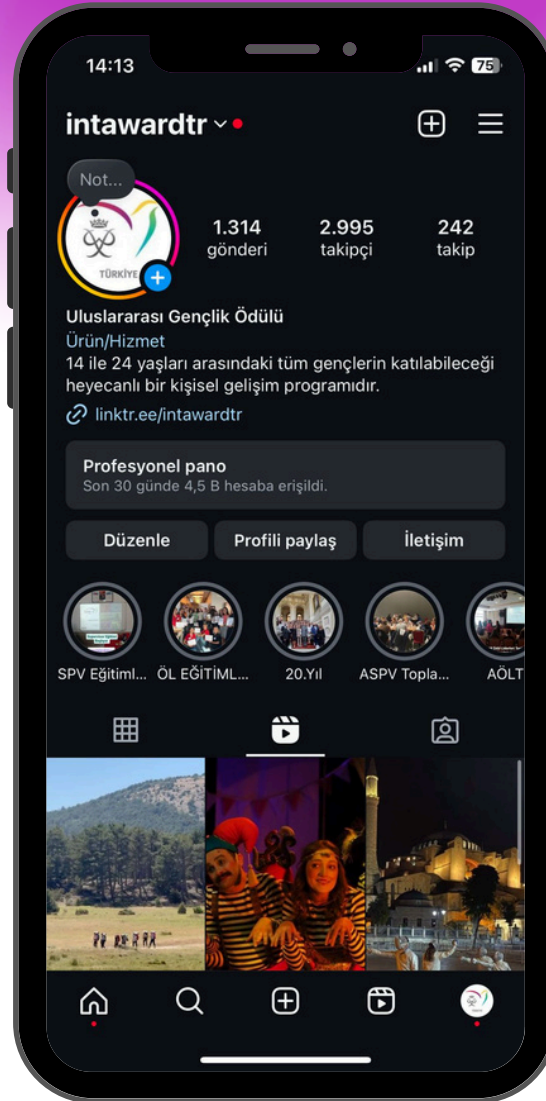 14:13
75
intawardtr
Not...
TÜRKİYE
1.314
gönderi
2.995
takipçi
242
takip
Uluslararası Gençlik Ödülü
Ürün/Hizmet
14 ile 24 yaşları arasındaki tüm gençlerin katılabileceği
heyecanlı bir kişisel gelişim programıdır.
linktr.ee/intawardtr
Profesyonel pano
Son 30 günde 4,5 B hesaba erişildi.
Düzenle
Profili paylaş
İletişim
SPV Eğitiml...
ÖL EĞİTİML...
20.Yıl
ASPV Topla...
AÖLT